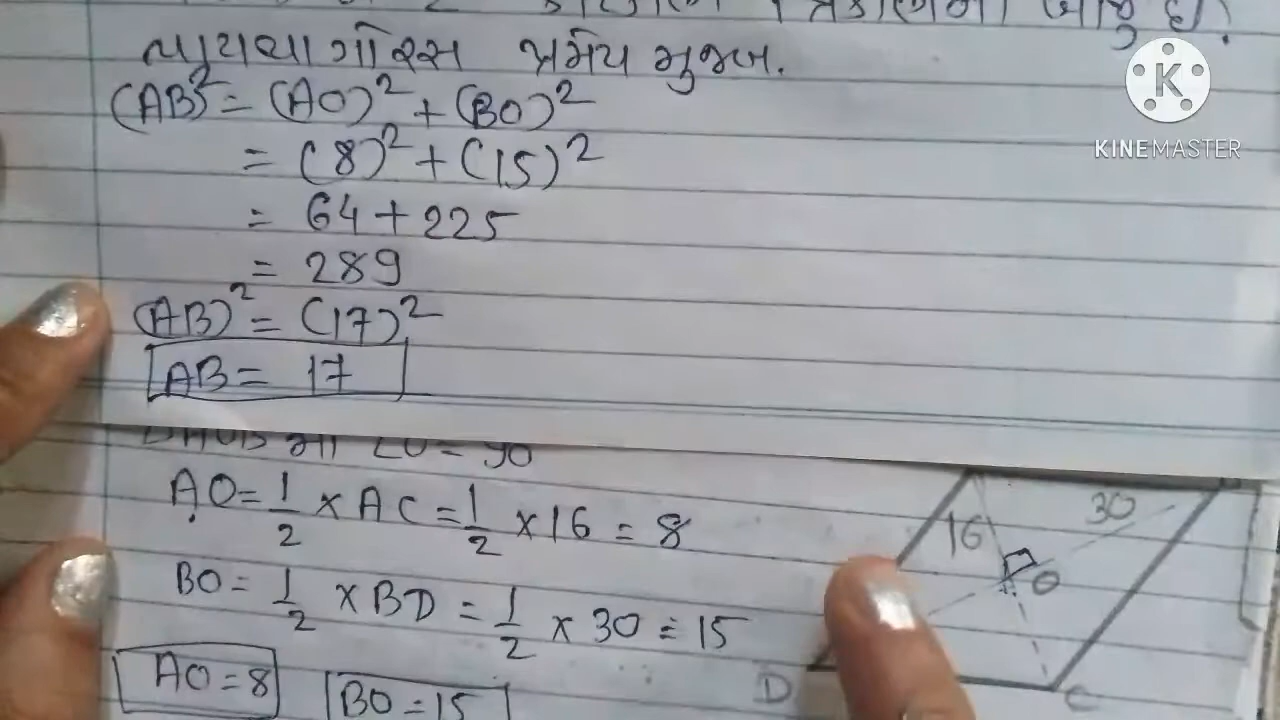 પ્રમેય મુજબ.
(AB)² = (AO)² + (BO)²
= (8)² + (15)²
= 64 + 225
= 289
(AB)² = (17)²
AB = 17
AO = 1/2 × AC = 1/2 × 16 = 8
BO = 1/2 × BD = 1/2 × 30 = 15
AO = 8 BO = 15
16 30
O
D C
K
KINEMASTER